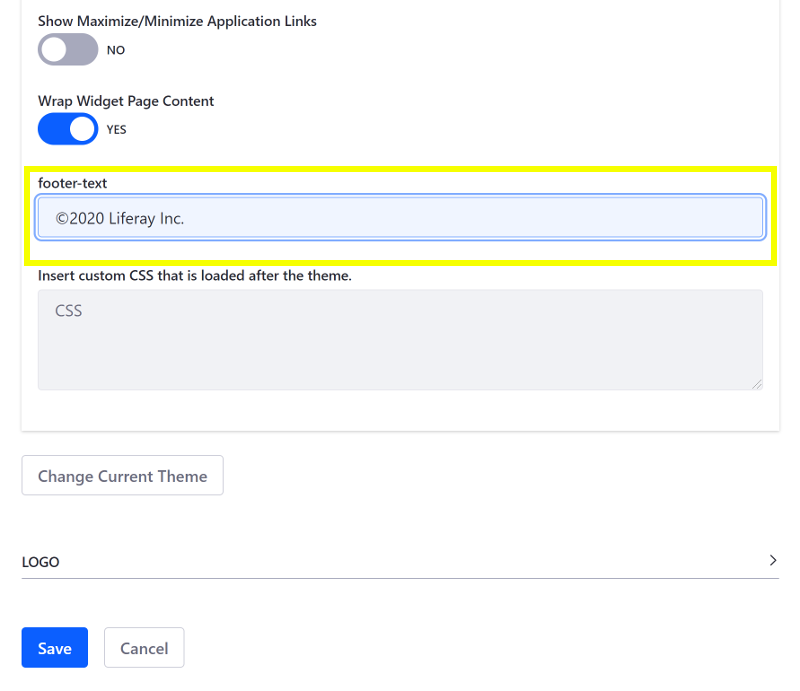 Show Maximize/Minimize Application Links
NO
Wrap Widget Page Content
YES
footer-text
©2020 Liferay Inc.
Insert custom CSS that is loaded after the theme.
CSS
Change Current Theme
LOGO
Save Cancel